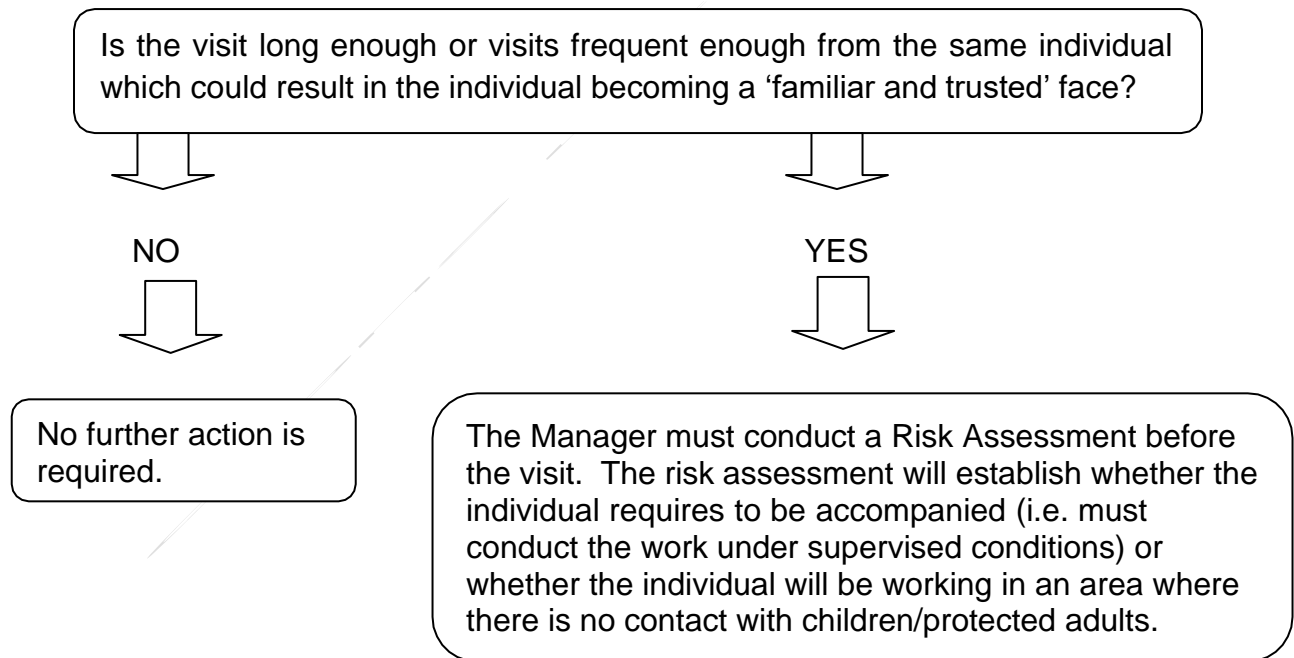 Is the visit long enough or visits frequent enough from the same individual
which could result in the individual becoming a ‘familiar and trusted’ face?
NO
YES
No further action is
required.
The Manager must conduct a Risk Assessment before
the visit.  The risk assessment will establish whether the
individual requires to be accompanied (i.e. must
conduct the work under supervised conditions) or
whether the individual will be working in an area where
there is no contact with children/protected adults.